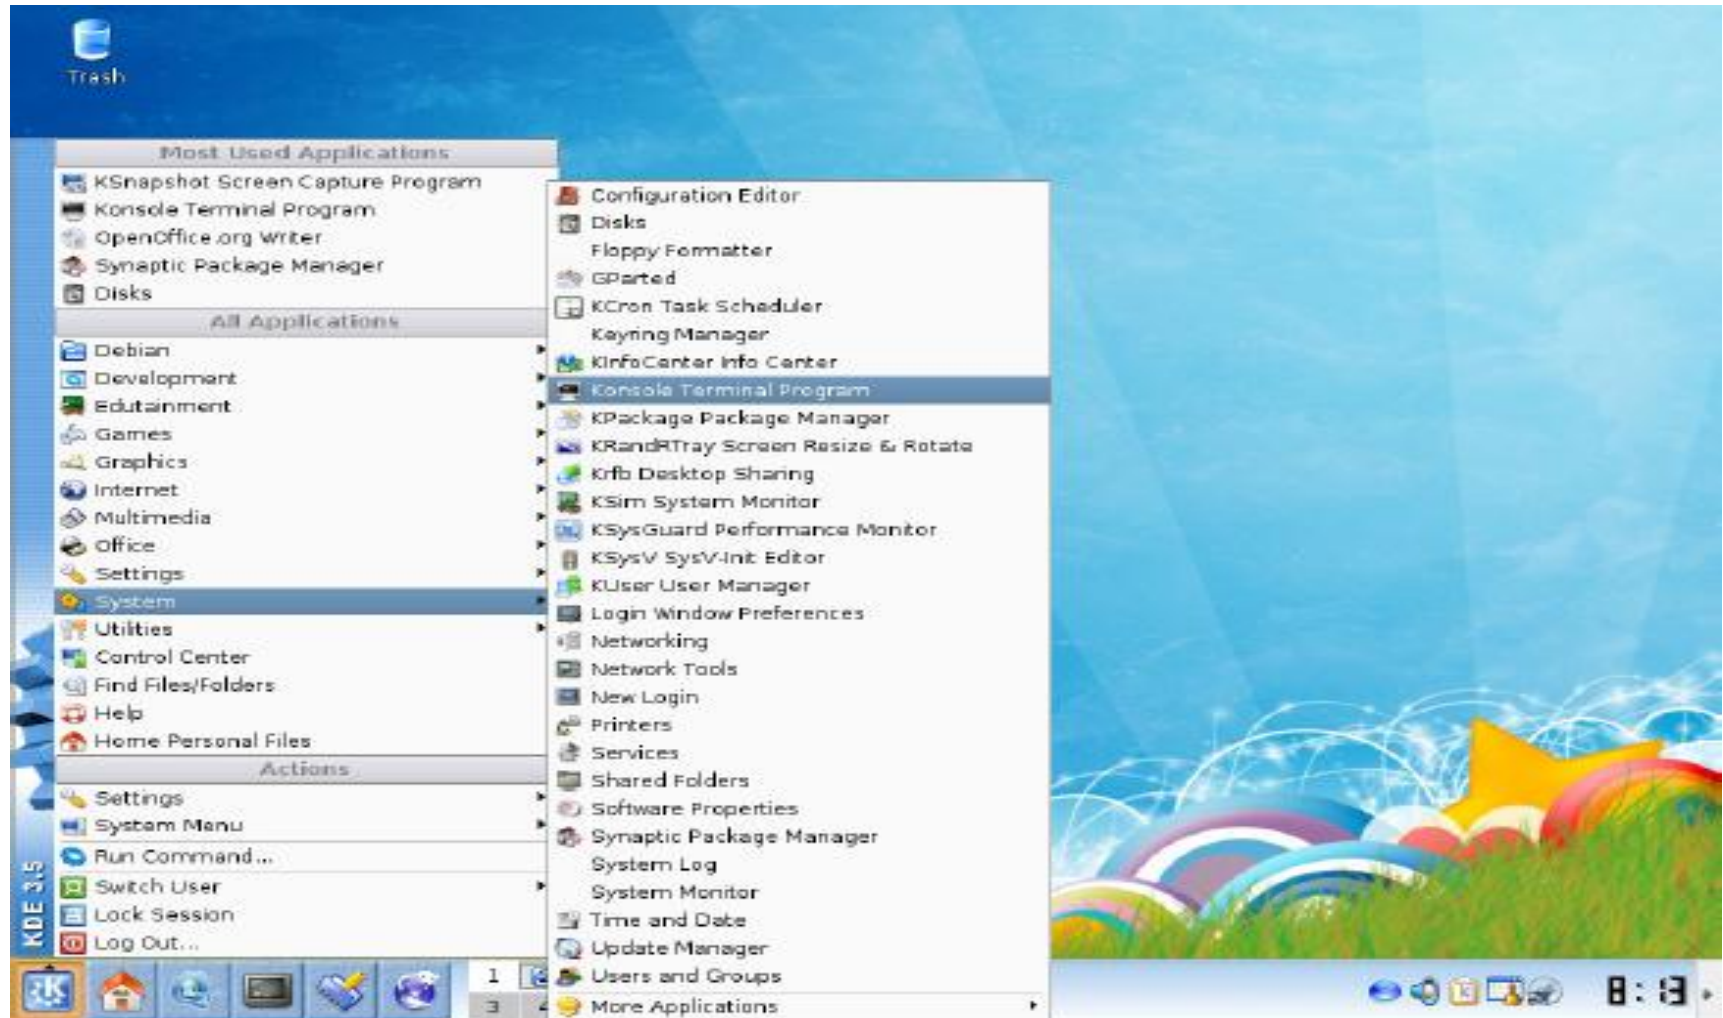 Trash
Most Used Applications
KSnapshot Screen Capture Program
Konsole Terminal Program
OpenOffice.org Writer
Synaptic Package Manager
Disks
All Applications
Debian
Development
Edutainment
Games
Graphics
Internet
Multimedia
Office
Settings
System
Utilities
Control Center
Find Files/Folders
Help
Home Personal Files
Actions
Settings
System Menu
Run Command...
Switch User
Lock Session
Log Out...
KDE 3.5
Configuration Editor
Disks
Floppy Formatter
GParted
KCron Task Scheduler
Keyring Manager
KInfoCenter Info Center
Konsole Terminal Program
KPackage Package Manager
KRandRTray Screen Resize & Rotate
Krfb Desktop Sharing
KSim System Monitor
KSysGuard Performance Monitor
KSysV SysV-Init Editor
KUser User Manager
Login Window Preferences
Networking
Network Tools
New Login
Printers
Services
Shared Folders
Software Properties
Synaptic Package Manager
System Log
System Monitor
Time and Date
Update Manager
Users and Groups
More Applications
1
3
8:13